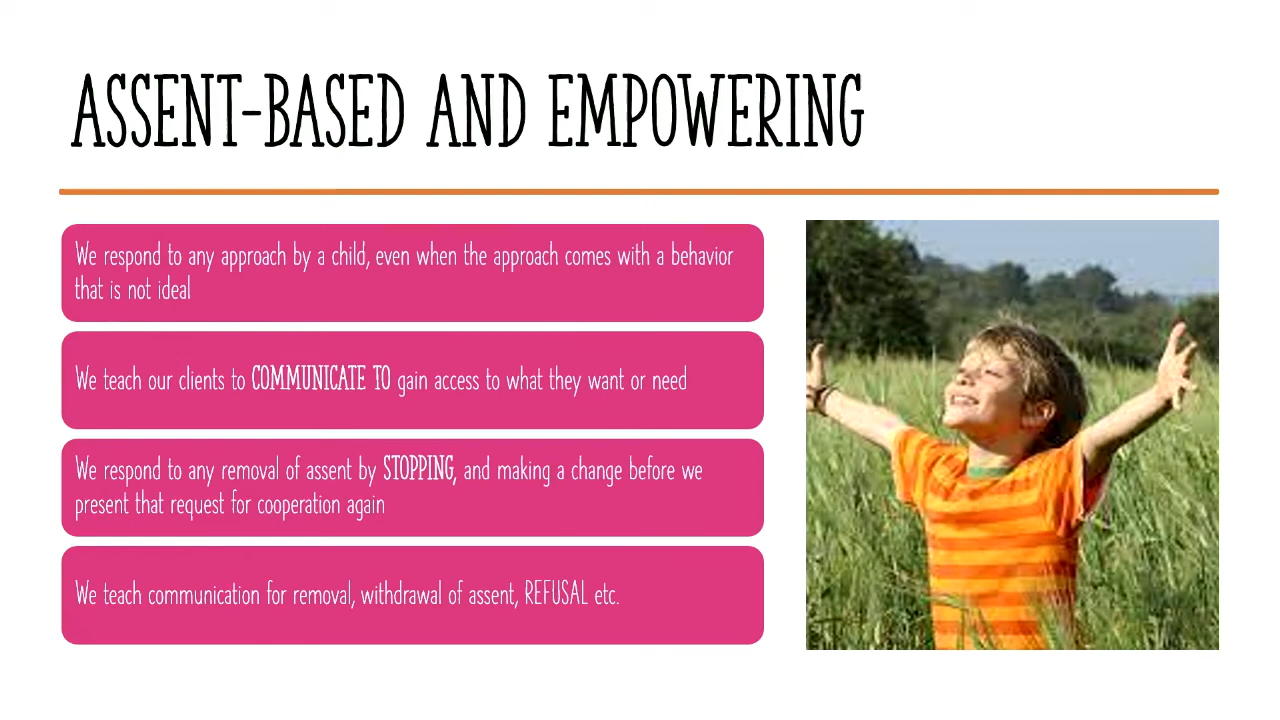 ASSENT-BASED AND EMPOWERING
We respond to any approach by a child, even when the approach comes with a behavior
that is not ideal
We teach our clients to COMMUNICATE TO gain access to what they want or need
We respond to any removal of assent by STOPPING, and making a change before we
present that request for cooperation again
We teach communication for removal, withdrawal of assent, REFUSAL etc.